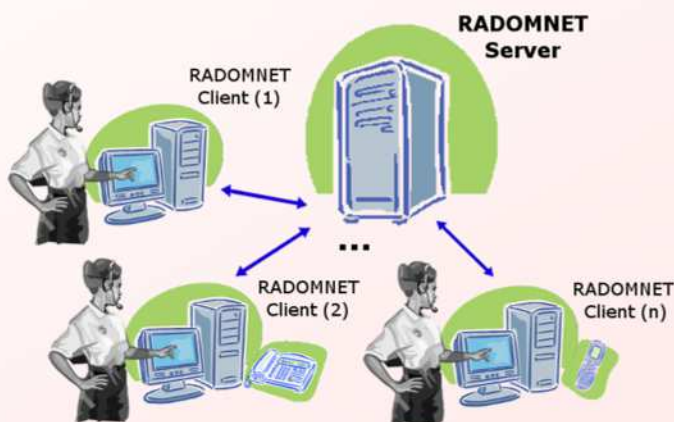 RADOMNET
Server
RADOMNET
Client (1)
...
RADOMNET
Client (2)
RADOMNET
Client (n)